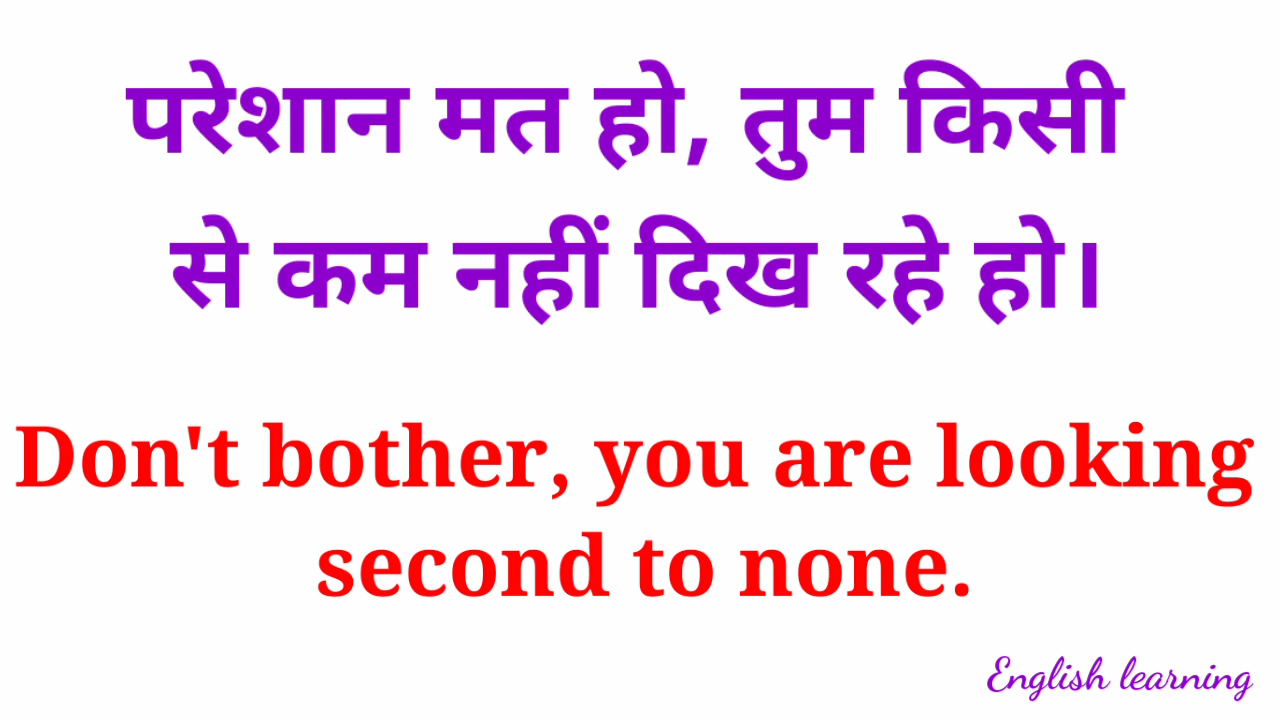 परेशान मत हो, तुम किसी
से कम नहीं दिख रहे हो।
Don't bother, you are looking
second to none.
English learning